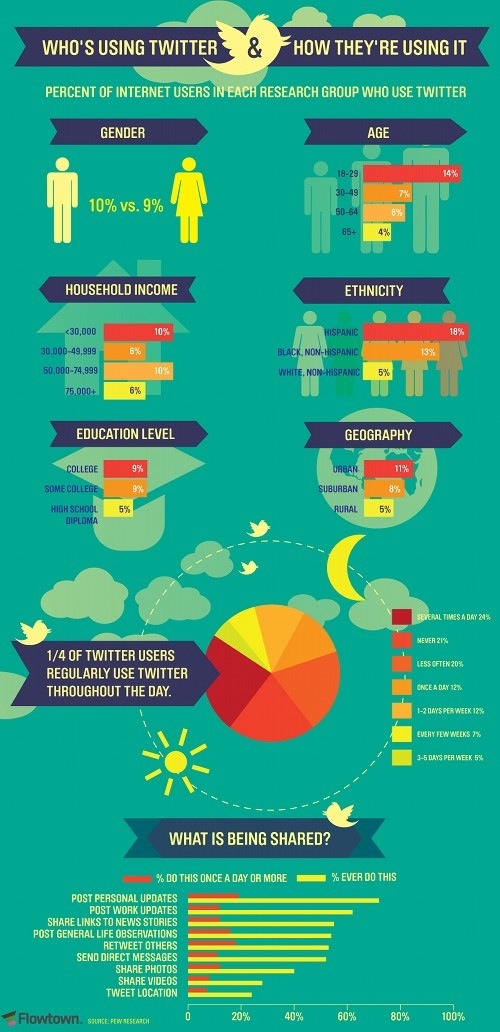 WHO'S USING TWITTER & HOW THEY'RE USING IT
PERCENT OF INTERNET USERS IN EACH RESEARCH GROUP WHO USE TWITTER
GENDER
10% vs. 9%
AGE
18-29 14%
30-49 7%
50-64 6%
65+ 4%
HOUSEHOLD INCOME
<30,000 10%
30,000-49,999 6%
50,000-74,999 10%
75,000+ 6%
ETHNICITY
HISPANIC 18%
BLACK, NON-HISPANIC 13%
WHITE, NON-HISPANIC 5%
EDUCATION LEVEL
COLLEGE 9%
SOME COLLEGE 9%
HIGH SCHOOL 5%
DIPLOMA
GEOGRAPHY
URBAN 11%
SUBURBAN 8%
RURAL 5%
1/4 OF TWITTER USERS
REGULARLY USE TWITTER
THROUGHOUT THE DAY.
SEVERAL TIMES A DAY 24%
NEVER 21%
LESS OFTEN 20%
ONCE A DAY 12%
1-2 DAYS PER WEEK 12%
EVERY FEW WEEKS 7%
3-5 DAYS PER WEEK 5%
WHAT IS BEING SHARED?
% DO THIS ONCE A DAY OR MORE % EVER DO THIS
POST PERSONAL UPDATES
POST WORK UPDATES
SHARE LINKS TO NEWS STORIES
POST GENERAL LIFE OBSERVATIONS
RETWEET OTHERS
SEND DIRECT MESSAGES
SHARE PHOTOS
SHARE VIDEOS
TWEET LOCATION
0 20% 40% 60% 80% 100%
Flowtown. SOURCE: PEW RESEARCH